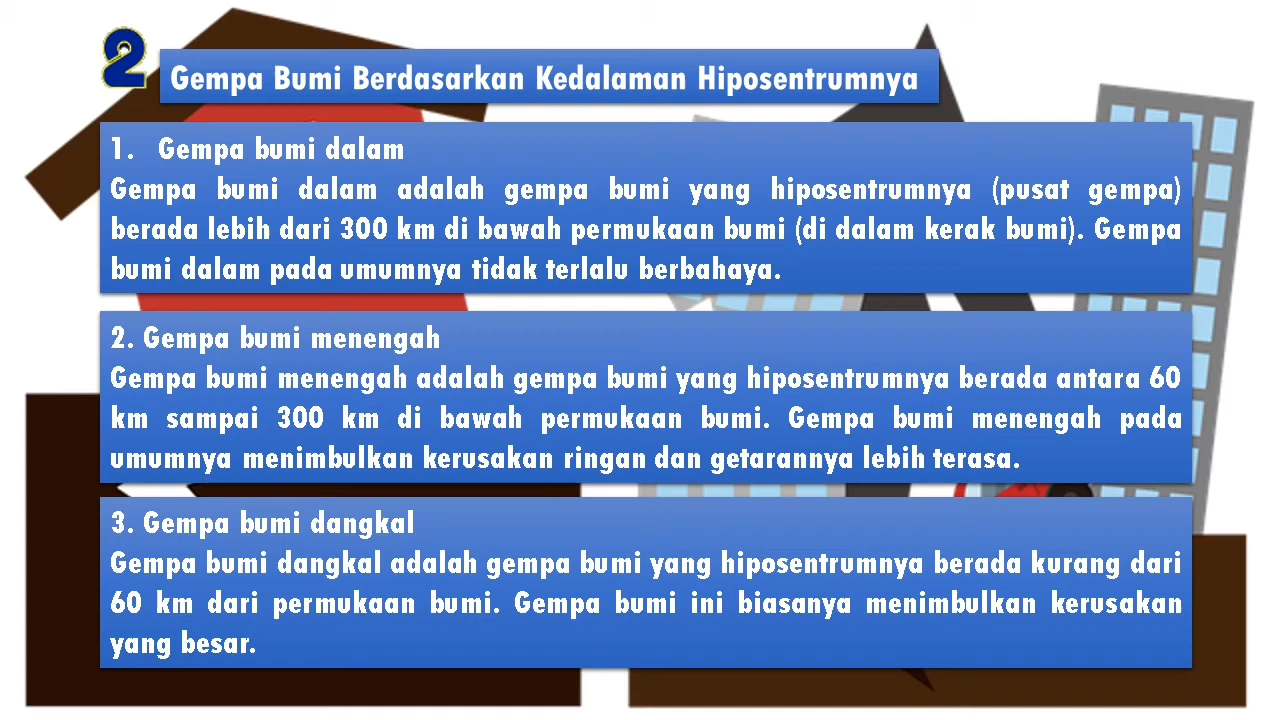 2
Gempa Bumi Berdasarkan Kedalaman Hiposentrumnya
1. Gempa bumi dalam
Gempa bumi dalam adalah gempa bumi yang hiposentrumnya (pusat gempa)
berada lebih dari 300 km di bawah permukaan bumi (di dalam kerak bumi). Gempa
bumi dalam pada umumnya tidak terlalu berbahaya.
2. Gempa bumi menengah
Gempa bumi menengah adalah gempa bumi yang hiposentrumnya berada antara 60
km sampai 300 km di bawah permukaan bumi. Gempa bumi menengah pada
umumnya menimbulkan kerusakan ringan dan getarannya lebih terasa.
3. Gempa bumi dangkal
Gempa bumi dangkal adalah gempa bumi yang hiposentrumnya berada kurang dari
60 km dari permukaan bumi. Gempa bumi ini biasanya menimbulkan kerusakan
yang besar.